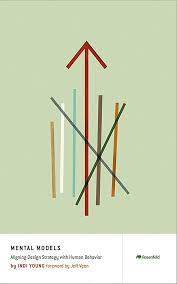 MENTAL MODELS
Aligning Design Strategy with Human Behavior
by INDI YOUNG foreword by Jeff Veen
Rosenfeld